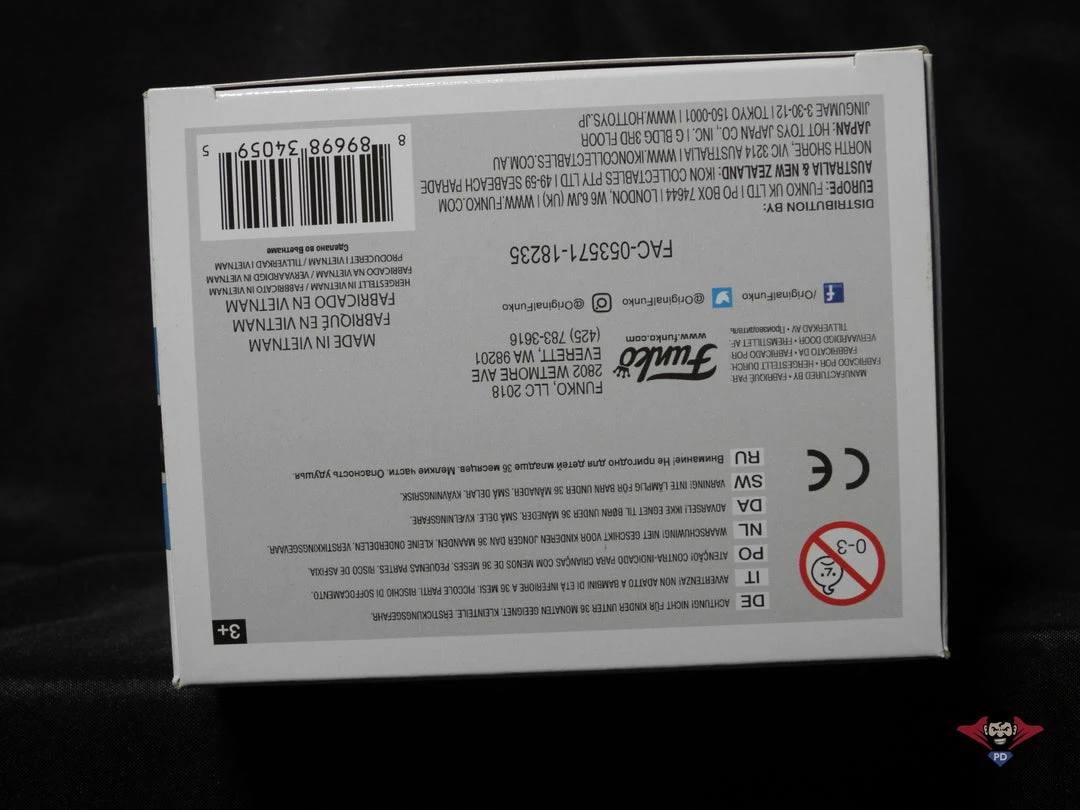 3+
DE ACHTUNG! NICHT FÜR KINDER UNTER 36 MONATEN GEEIGNET. ERSTICKUNGSGEFAHR. KLEINTEILE.
IT AVVERTENZA! NON ADATTO A BAMBINI DI ETÀ INFERIORE A 36 MESI. PICCOLE PARTI. RISCHIO DI SOFFOCAMENTO.
PO ATENÇÃO! CONTRA-INDICADO PARA CRIANÇAS COM MENOS DE 36 MESES. PEQUENAS PARTES. RISCO DE ASFIXIA.
NL WAARSCHUWING! NIET GESCHIKT VOOR KINDEREN JONGER DAN 36 MAANDEN. KLEINE ONDERDELEN. VERSTIKKINGSGEVAAR.
DA ADVARSEL! IKKE EGNET TIL BØRN UNDER 36 MÅNEDER. SMÅ DELE. KVÆLNINGSFARE.
SW VARNING! INTE LÄMPLIG FÖR BARN UNDER 36 MÅNADER. SMÅ DELAR. KVÄVNINGSRISK.
RU Внимание! Не пригодно для детей младше 36 месяцев. Мелкие части. Опасность удушья.
0-3
CE
MANUFACTURED BY • FABRIQUÉ PAR:
FABRICADO POR • HERGESTELLT DURCH:
FABBRICATO DA • FABRICADO POR
VERVAARDIGD DOOR • FREMSTILLET AF:
TILLVERKAD AV • Производитель
Funko
www.funko.com
FUNKO, LLC 2018
2802 WETMORE AVE
EVERETT, WA 98201
(425) 783-3616
/OriginalFunko @OriginalFunko @OriginalFunko
FAC-053571-18235
MADE IN VIETNAM
FABRIQUÉ EN VIETNAM
FABRICADO EN VIETNAM
HERGESTELLT IN VIETNAM / FABBRICATO IN VIETNAM
FABRICADO NA VIETNAM / VERVAARDIGD IN VIETNAM
PRODUCERET I VIETNAM / TILLVERKAD I VIETNAM
Сделано во Вьетнаме
DISTRIBUTION BY:
EUROPE: FUNKO UK LTD | PO BOX 74644 | LONDON, W6 6JW (UK) | WWW.FUNKO.COM
AUSTRALIA & NEW ZEALAND: IKON COLLECTABLES PTY LTD | 49-59 SEABEACH PARADE
NORTH SHORE, VIC 3214 AUSTRALIA | WWW.IKONCOLLECTABLES.COM.AU
JAPAN: HOT TOYS JAPAN CO., INC. | G BLDG 3RD FLOOR
JINGUMAE 3-30-12 | TOKYO 150-0001 | WWW.HOTTOYS.JP
8 89698 34059 5
PD